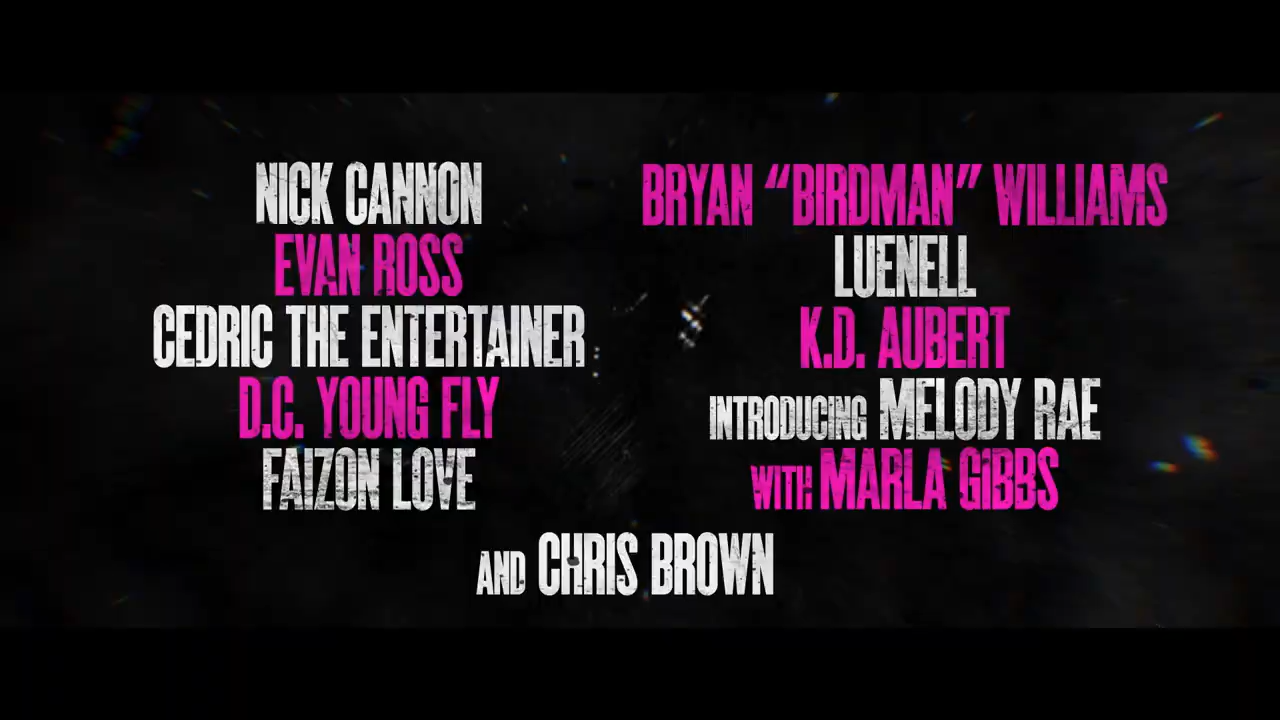 NICK CANNON
EVAN ROSS
CEDRIC THE ENTERTAINER
D.C. YOUNG FLY
FAIZON LOVE
BRYAN “BIRDMAN” WILLIAMS
LUENELL
K.D. AUBERT
INTRODUCING MELODY RAE
WITH MARLA GIBBS
AND CHRIS BROWN